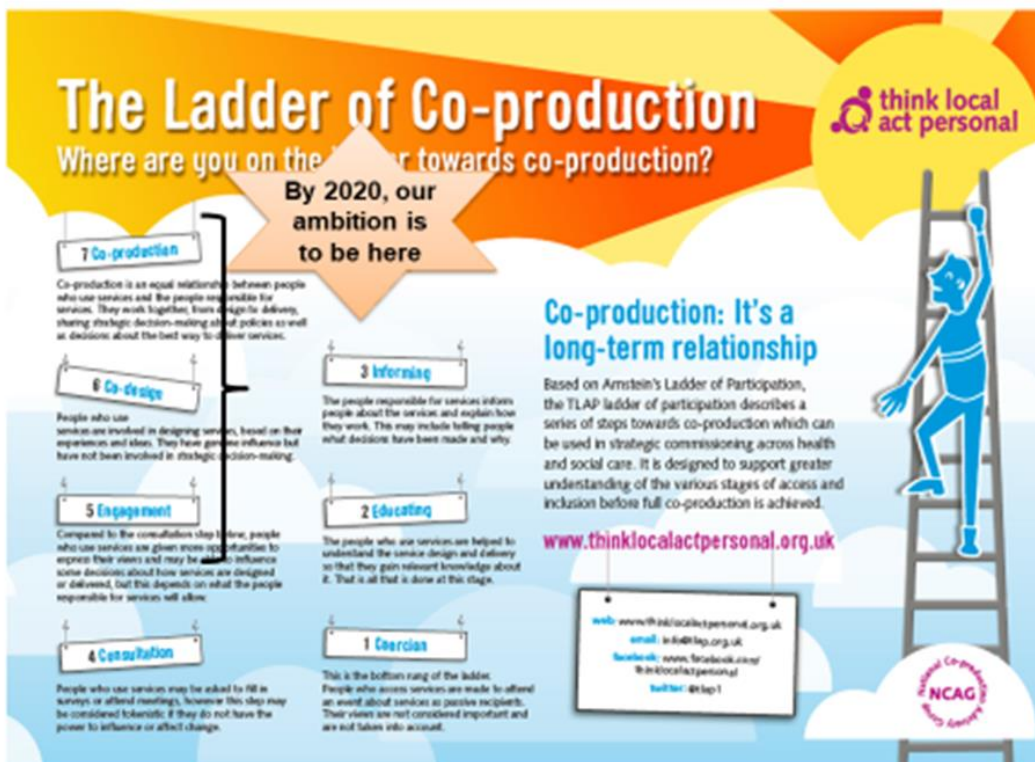 The Ladder of Co-production
Where are you on the towards co-production?
think local
act personal
By 2020, our
ambition is
to be here
7 Co-production
Co-production is an equal relationship between people
who use services and the people responsible for
services. They work together, from design to delivery,
sharing strategic decision-making about policies as well
as decisions about the best way to deliver services.
6 Co-design
People who use
services are involved in designing services, based on their
experiences and ideas. They have genuine influence but
have not been involved in strategic decision-making.
5 Engagement
Compared to the consultation step below, people
who use services are given more opportunities to
express their views and may be able to influence
some decisions about how services are designed
or delivered, but this depends on what the people
responsible for services will allow.
4 Consultation
People who use services may be asked to fill in
surveys or attend meetings, however this step may
be considered tokenistic if they do not have the
power to influence or affect change.
3 Informing
The people responsible for services inform
people about the services and explain how
they work. This may include telling people
what decisions have been made and why.
2 Educating
The people who use services are helped to
understand the service design and delivery
so that they gain relevant knowledge about
it. That is all that is done at this stage.
1 Coercion
This is the bottom rung of the ladder.
People who access services are made to attend
an event about services as passive recipients.
Their views are not considered important and
are not taken into account.
Co-production: It's a
long-term relationship
Based on Arnstein's Ladder of Participation,
the TLAP ladder of participation describes a
series of steps towards co-production which can
be used in strategic commissioning across health
and social care. It is designed to support greater
understanding of the various stages of access and
inclusion before full co-production is achieved.
www.thinklocalactpersonal.org.uk
web: www.thinklocalactpersonal.org.uk
email: info@tlap.org.uk
facebook: www.facebook.com/
thinklocalactpersonal
twitter: @tlap1
National Co-production Advisory Group
NCAG